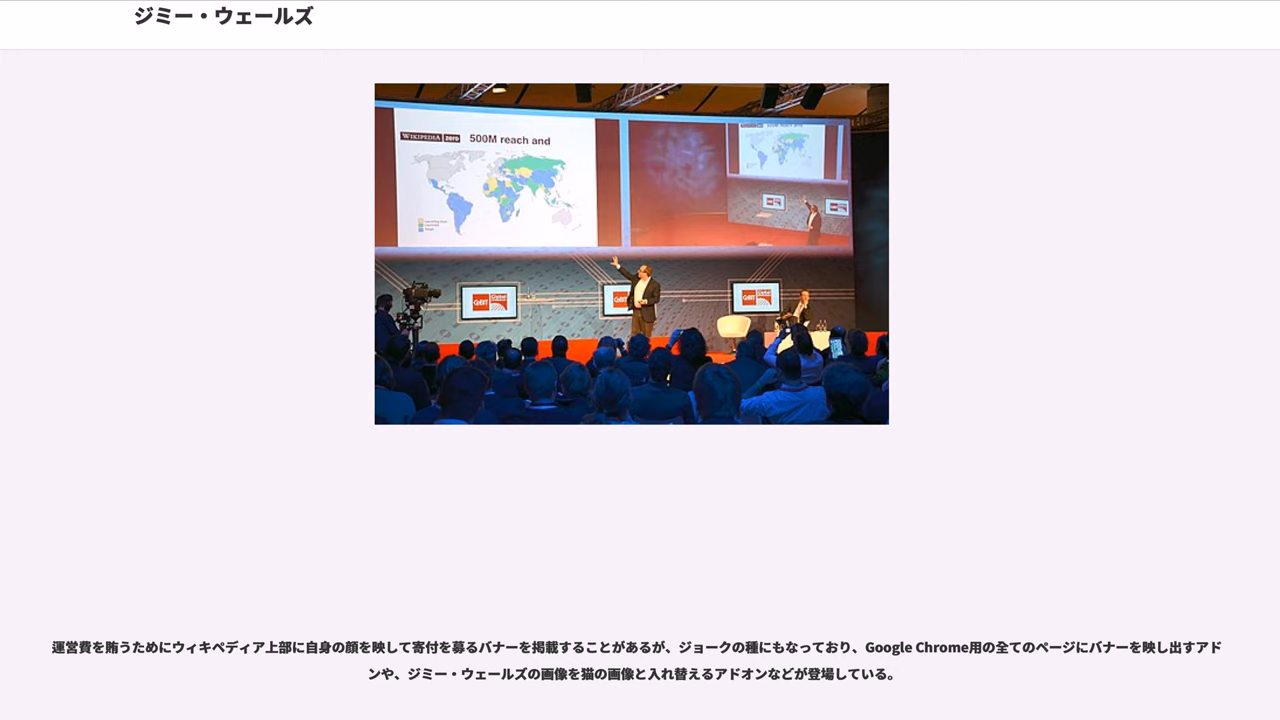 ジミー・ウェールズ
WIKIPEDIA zero 500M reach and
CeBIT Global
運営費を賄うためにウィキペディア上部に自身の顔を映して寄付を募るバナーを掲載することがあるが、ジョークの種にもなっており、Google Chrome用の全てのページにバナーを映し出すアド
ンや、ジミー・ウェールズの画像を猫の画像と入れ替えるアドオンなどが登場している。